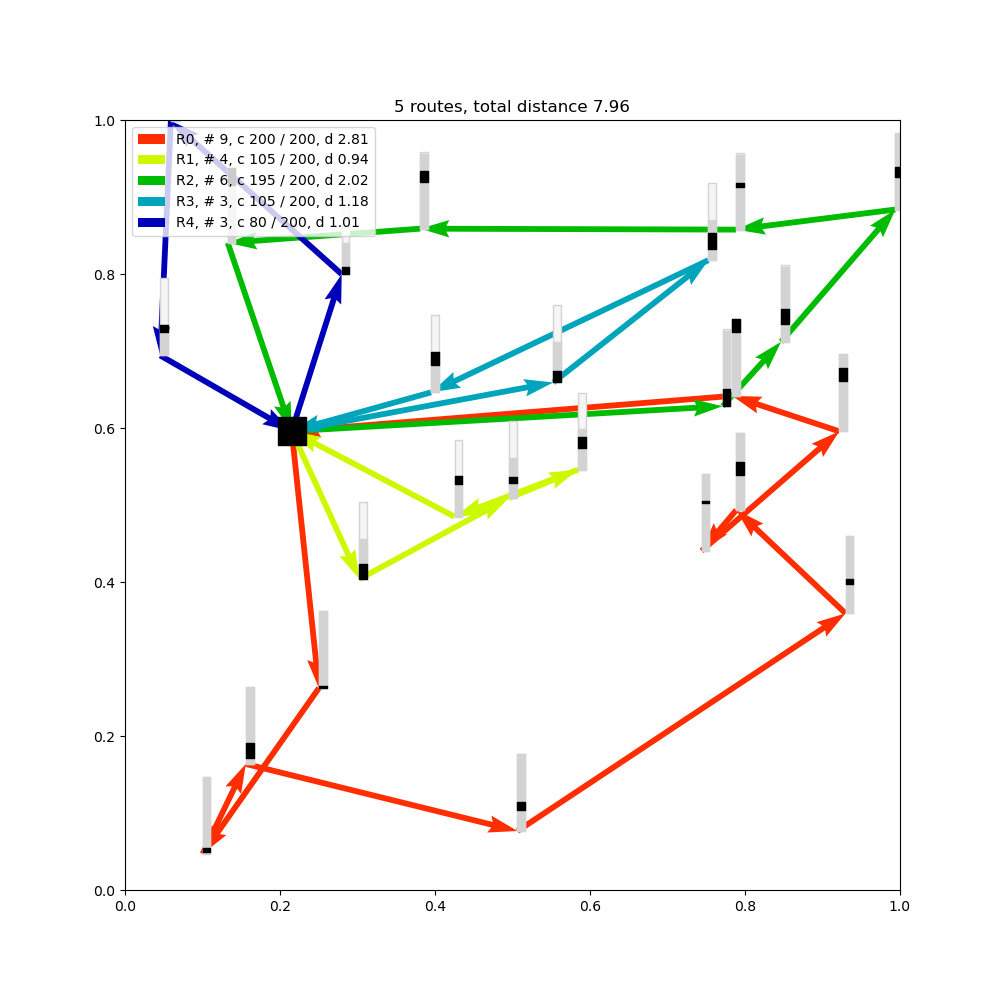 5 routes, total distance 7.96
R0, # 9, c 200 / 200, d 2.81
R1, # 4, c 105 / 200, d 0.94
R2, # 6, c 195 / 200, d 2.02
R3, # 3, c 105 / 200, d 1.18
R4, # 3, c 80 / 200, d 1.01
1.0
0.8
0.6
0.4
0.2
0.0
0.0 0.2 0.4 0.6 0.8 1.0